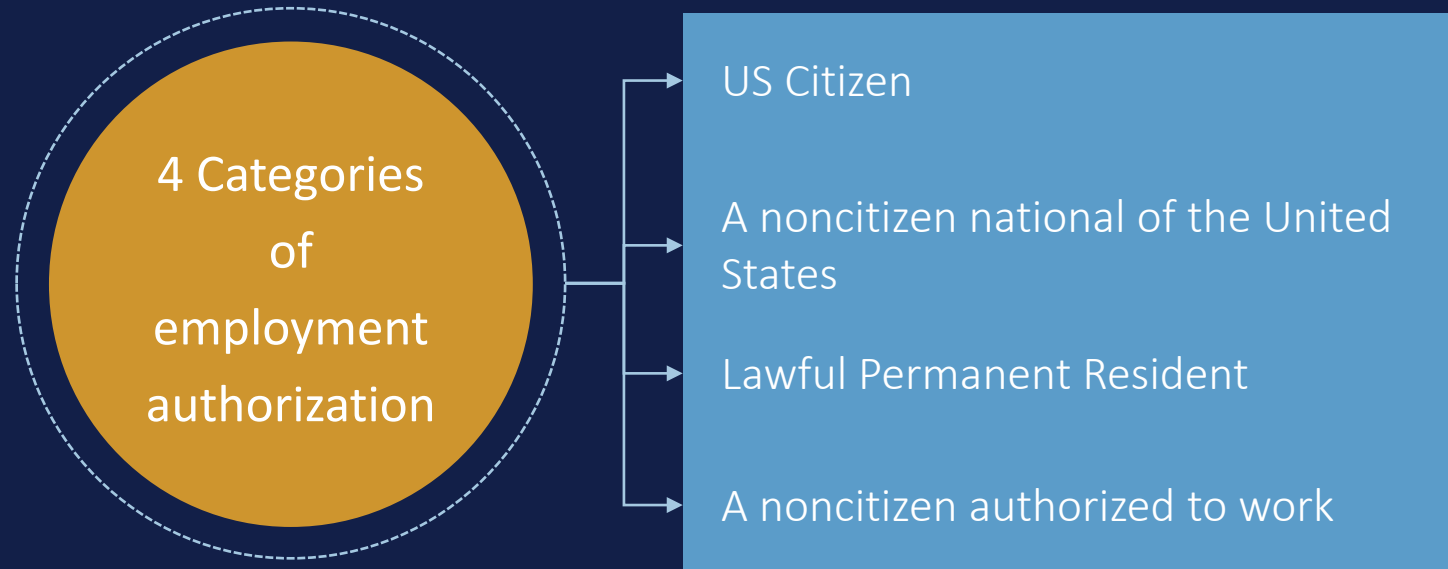 4 Categories
of
employment
authorization
US Citizen
A noncitizen national of the United
States
Lawful Permanent Resident
A noncitizen authorized to work